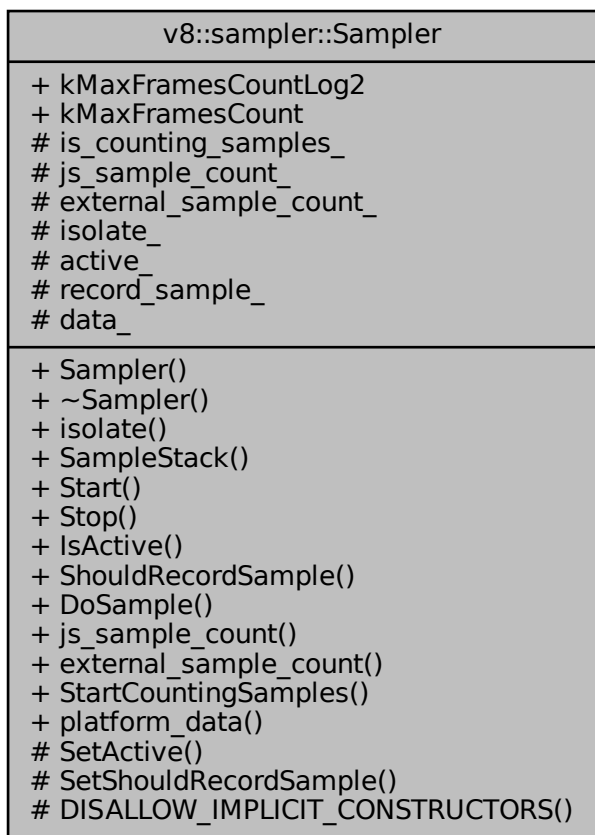 v8::sampler::Sampler
+ kMaxFramesCountLog2
+ kMaxFramesCount
# is_counting_samples_
# js_sample_count_
# external_sample_count_
# isolate_
# active_
# record_sample_
# data_
+ Sampler()
+ ~Sampler()
+ isolate()
+ SampleStack()
+ Start()
+ Stop()
+ IsActive()
+ ShouldRecordSample()
+ DoSample()
+ js_sample_count()
+ external_sample_count()
+ StartCountingSamples()
+ platform_data()
# SetActive()
# SetShouldRecordSample()
# DISALLOW_IMPLICIT_CONSTRUCTORS()